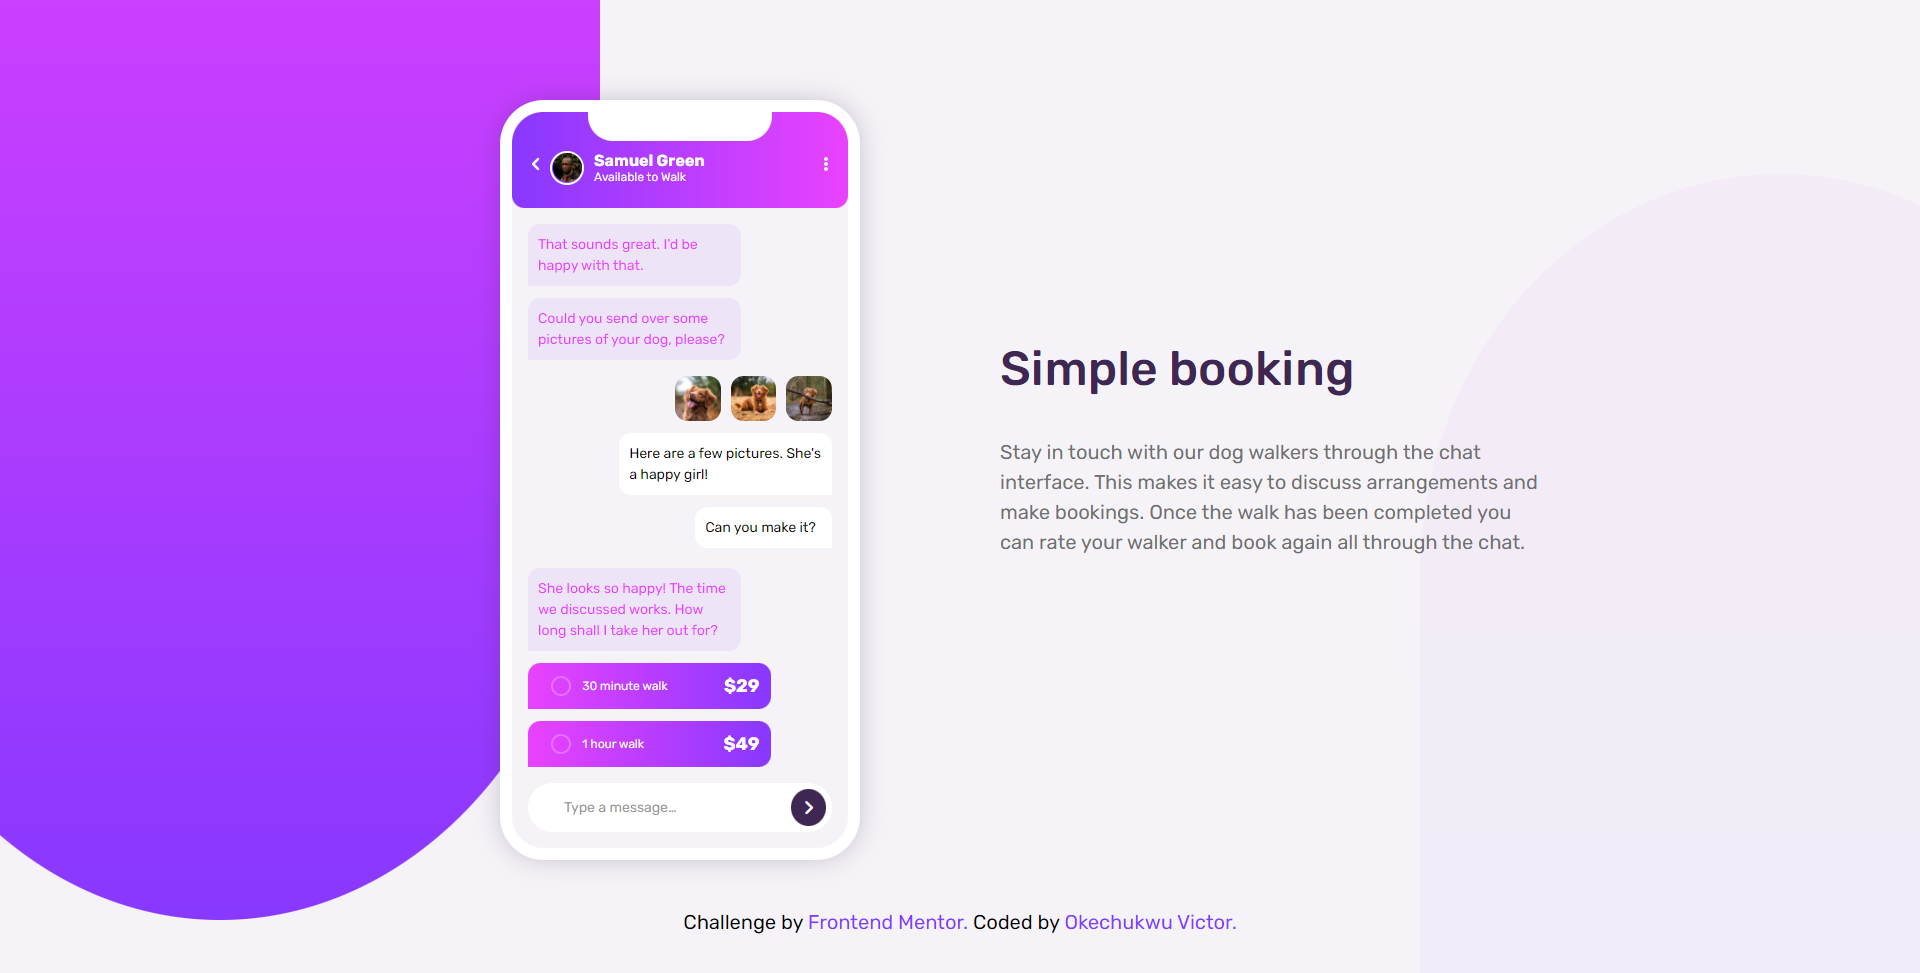 Samuel Green
Available to Walk
That sounds great. I'd be
happy with that.
Could you send over some
pictures of your dog, please?
Here are a few pictures. She's
a happy girl!
Can you make it?
She looks so happy! The time
we discussed works. How
long shall I take her out for?
30 minute walk $29
1 hour walk $49
Type a message…
Simple booking
Stay in touch with our dog walkers through the chat
interface. This makes it easy to discuss arrangements and
make bookings. Once the walk has been completed you
can rate your walker and book again all through the chat.
Challenge by Frontend Mentor. Coded by Okechukwu Victor.